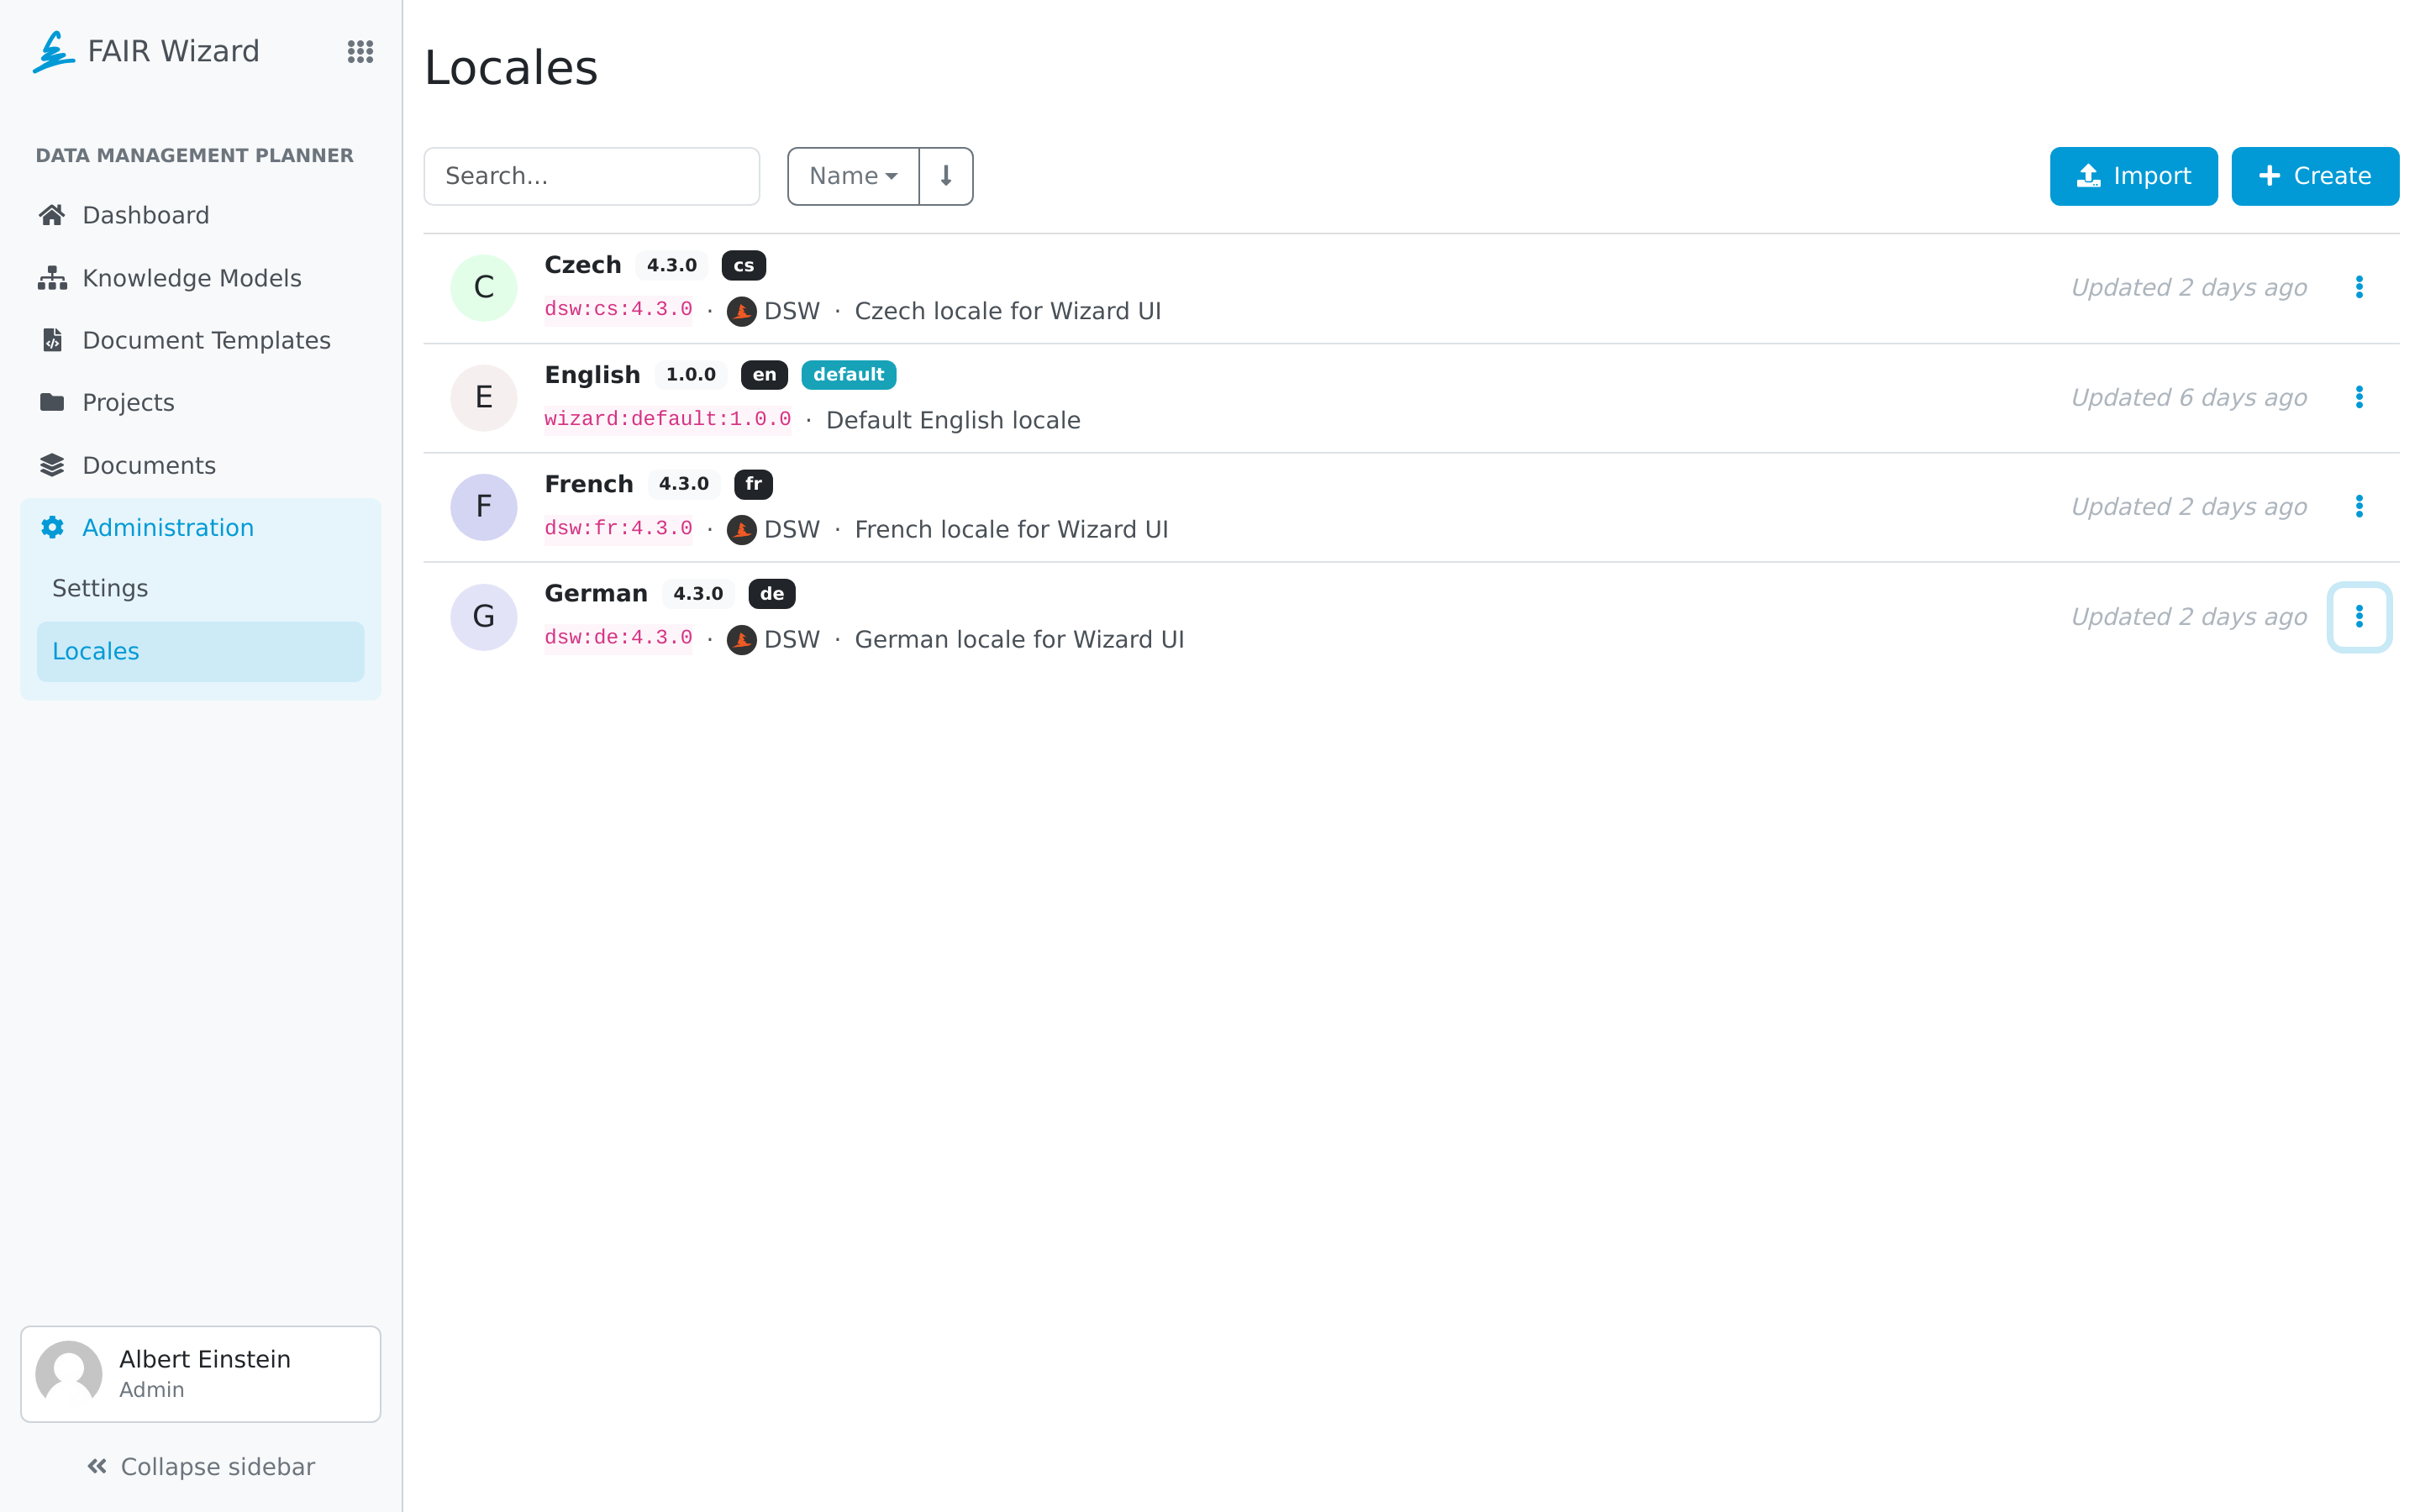 FAIR Wizard
DATA MANAGEMENT PLANNER
Dashboard
Knowledge Models
Document Templates
Projects
Documents
Administration
Settings
Locales
Albert Einstein
Admin
Collapse sidebar
Locales
Search...
Name
Import
Create
C
Czech 4.3.0 cs
dsw:cs:4.3.0 · DSW · Czech locale for Wizard UI
Updated 2 days ago
E
English 1.0.0 en default
wizard:default:1.0.0 · Default English locale
Updated 6 days ago
F
French 4.3.0 fr
dsw:fr:4.3.0 · DSW · French locale for Wizard UI
Updated 2 days ago
G
German 4.3.0 de
dsw:de:4.3.0 · DSW · German locale for Wizard UI
Updated 2 days ago